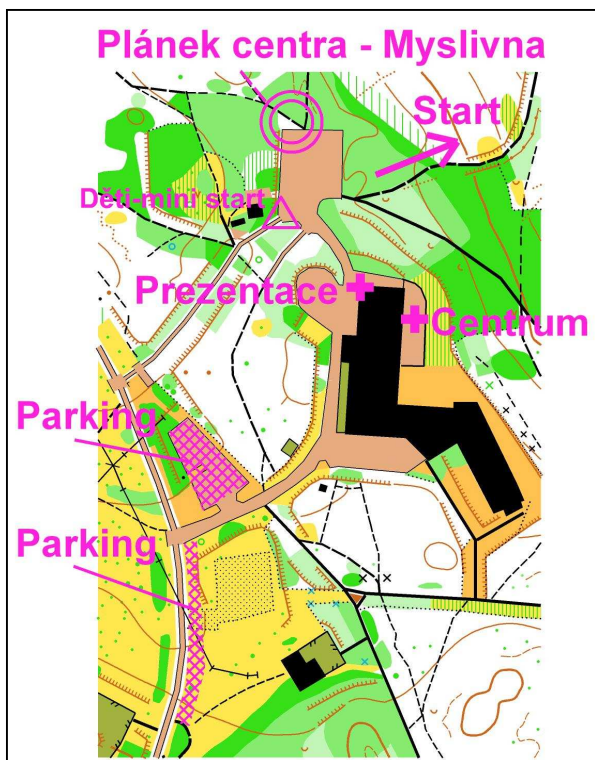 Plánek centra - Myslivna
Start
Děti-mini start
Prezentace
Centrum
Parking
Parking